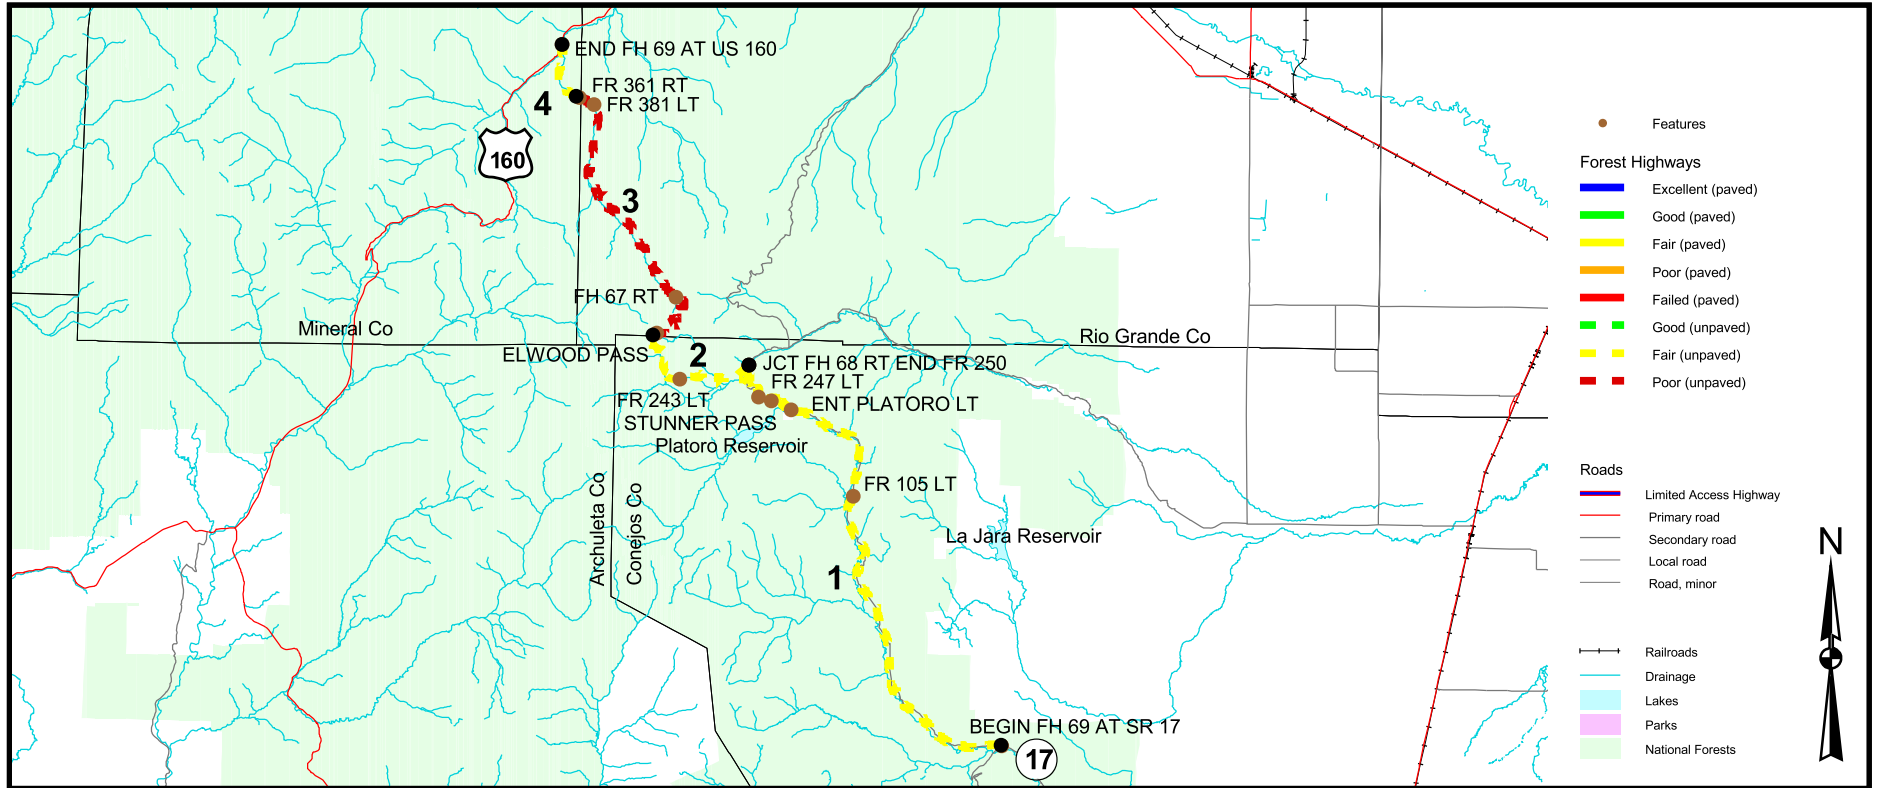 END FH 69 AT US 160
FR 361 RT
4
FR 381 LT
160
3
FH 67 RT
Mineral Co
Rio Grande Co
ELWOOD PASS
2
JCT FH 68 RT END FR 250
FR 247 LT
FR 243 LT
ENT PLATORO LT
STUNNER PASS
Platoro Reservoir
FR 105 LT
Archuleta Co
Conejos Co
La Jara Reservoir
1
BEGIN FH 69 AT SR 17
17
Features
Forest Highways
Excellent (paved)
Good (paved)
Fair (paved)
Poor (paved)
Failed (paved)
Good (unpaved)
Fair (unpaved)
Poor (unpaved)
Roads
Limited Access Highway
Primary road
Secondary road
Local road
Road, minor
N
Railroads
Drainage
Lakes
Parks
National Forests